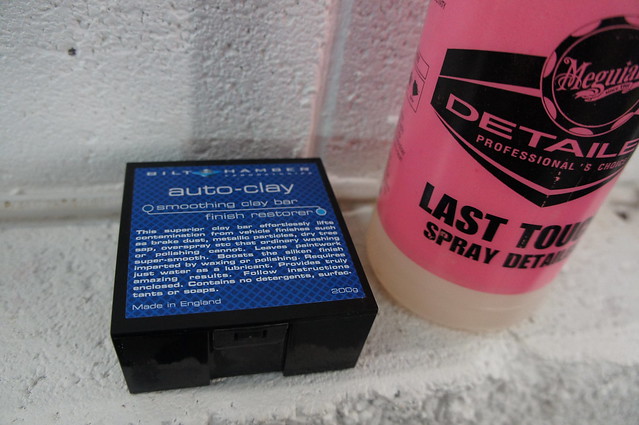 BILT HAMBER
auto-clay
smoothing clay bar
finish restorer
This superior clay bar effortlessly lifts
contamination from vehicle finishes such
as brake dust, metallic particles, dry tree
sap, overspray etc that ordinary washing
or polishing cannot. Leaves paintwork
super-smooth. Boosts the silken finish
imparted by waxing or polishing. Requires
just water as a lubricant. Provides truly
amazing results. Follow instructions
enclosed. Contains no detergents, surfac-
tants or soaps.
200g
Made in England
Meguia
DETAILE
PROFESSIONAL'S CHOIC
LAST TOU
SPRAY DETAIL